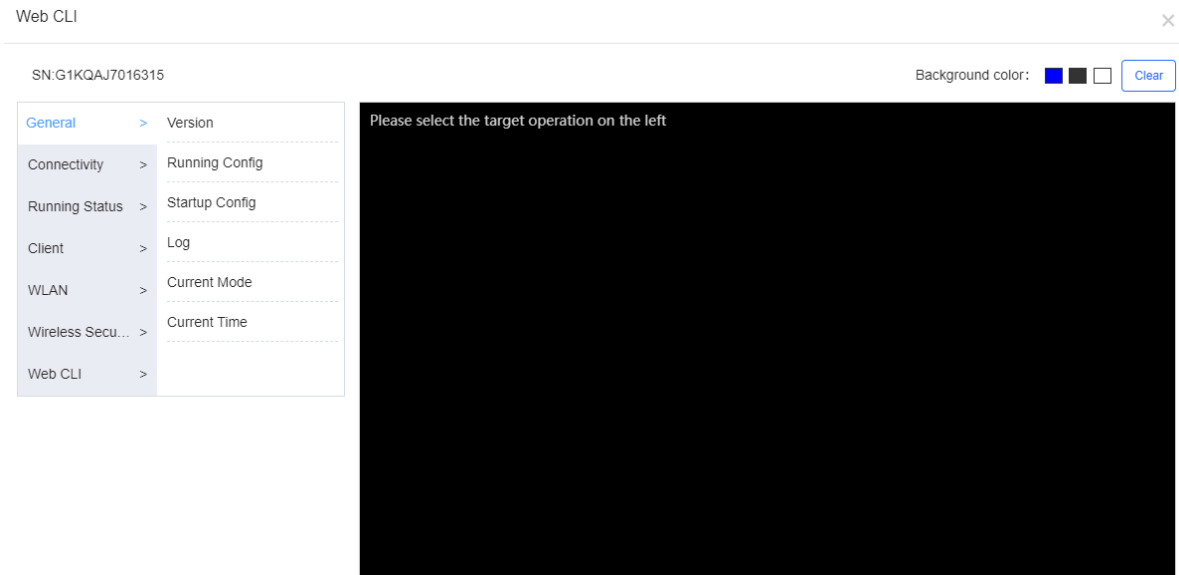 Web CLI
×
SN:G1KQAJ7016315
Background color:
Clear
General >
Connectivity >
Running Status >
Client >
WLAN >
Wireless Secu... >
Web CLI >
Version
Running Config
Startup Config
Log
Current Mode
Current Time
Please select the target operation on the left